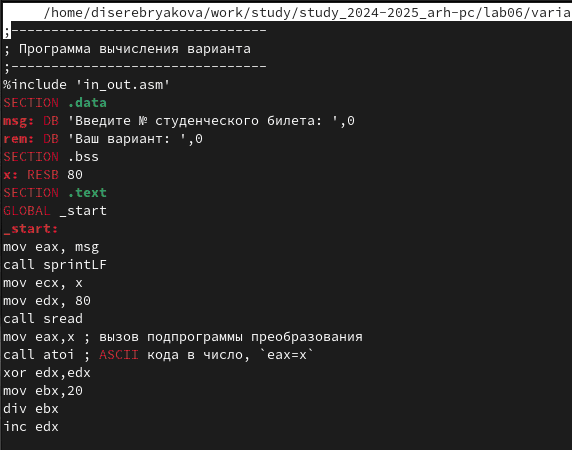 /home/diserebryakova/work/study/study_2024-2025_arh-pc/lab06/varia
;--------------------------------
; Программа вычисления варианта
;--------------------------------
%include 'in_out.asm'
SECTION .data
msg: DB 'Введите № студенческого билета: ',0
rem: DB 'Ваш вариант: ',0
SECTION .bss
x: RESB 80
SECTION .text
GLOBAL _start
_start:
mov eax, msg
call sprintLF
mov ecx, x
mov edx, 80
call sread
mov eax,x ; вызов подпрограммы преобразования
call atoi ; ASCII кода в число, `eax=x`
xor edx,edx
mov ebx,20
div ebx
inc edx